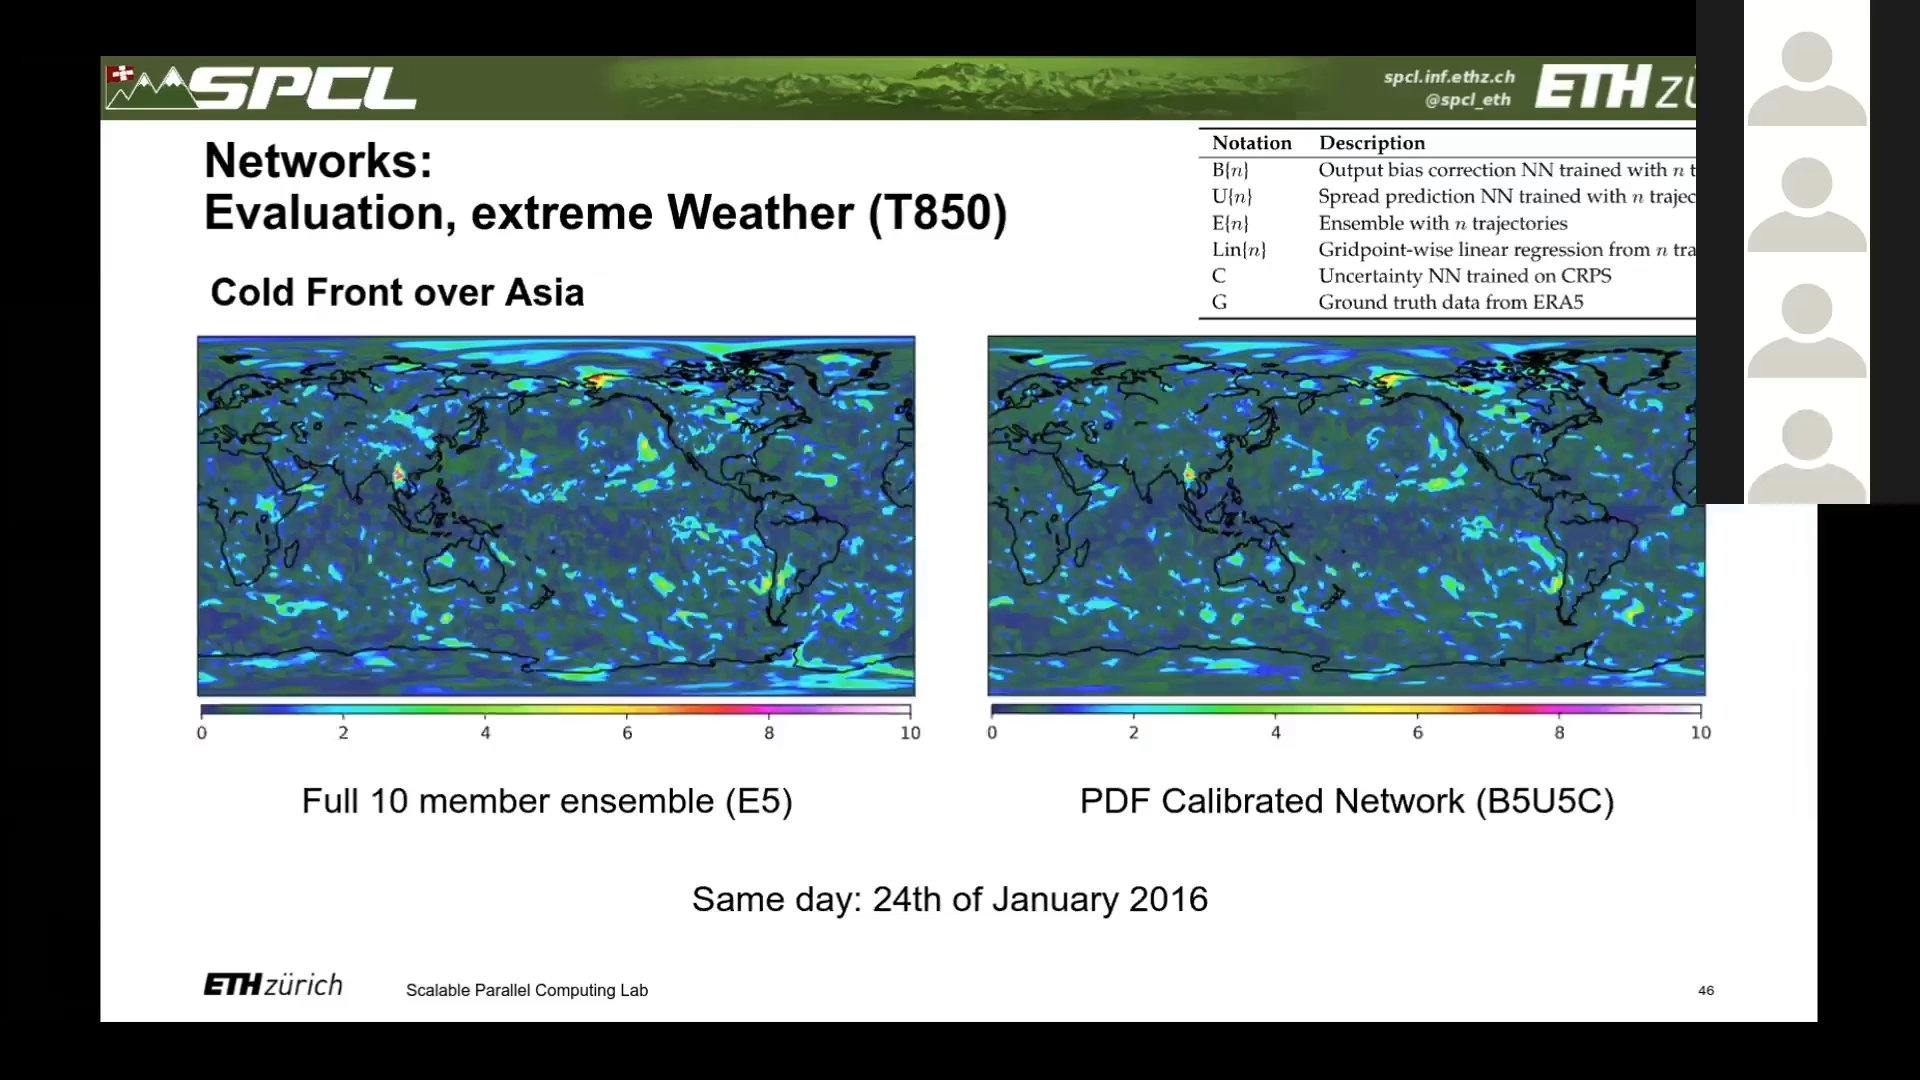 SPCL
spcl.inf.ethz.ch
@spcl_eth
ETH
Networks:
Evaluation, extreme Weather (T850)
Notation Description
B{n} Output bias correction NN trained with n t
U{n} Spread prediction NN trained with n trajec
E{n} Ensemble with n trajectories
Lin{n} Gridpoint-wise linear regression from n tra
C Uncertainty NN trained on CRPS
G Ground truth data from ERA5
Cold Front over Asia
0 2 4 6 8 10
0 2 4 6 8 10
Full 10 member ensemble (E5)
PDF Calibrated Network (B5U5C)
Same day: 24th of January 2016
ETH zürich
Scalable Parallel Computing Lab
46